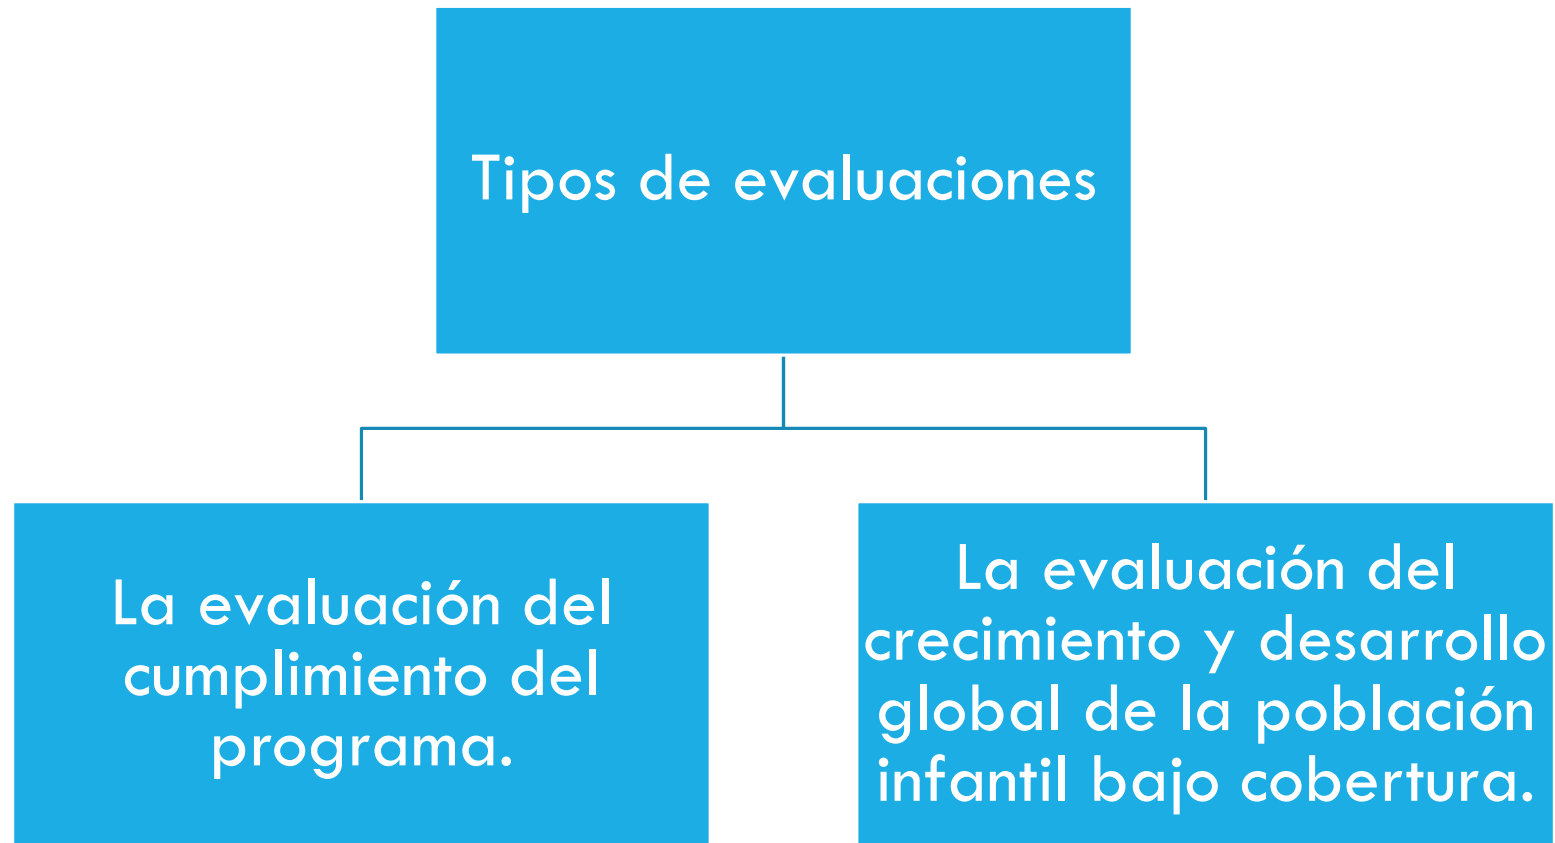 Tipos de evaluaciones
La evaluación del
cumplimiento del
programa.
La evaluación del
crecimiento y desarrollo
global de la población
infantil bajo cobertura.